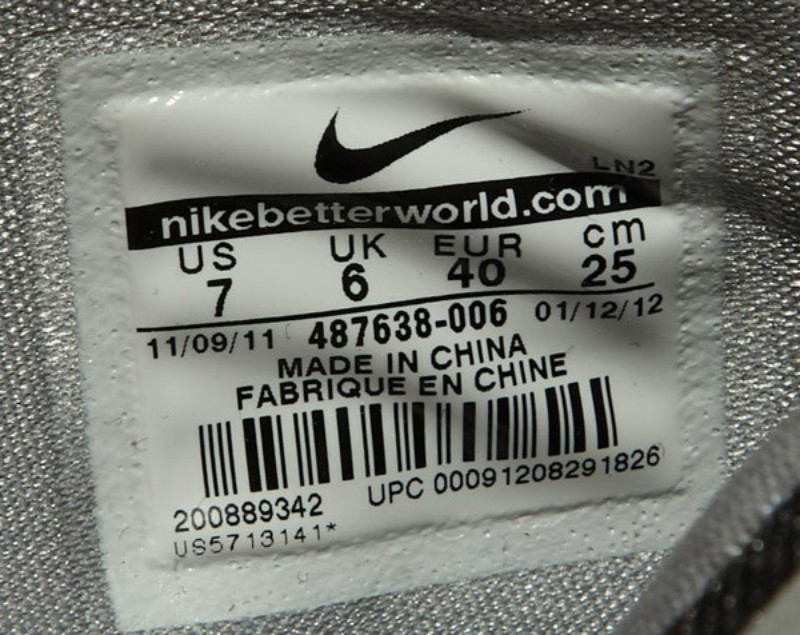 LN2
nikebetterworld.com
US UK EUR cm
7 6 40 25
11/09/11 487638-006 01/12/12
MADE IN CHINA
FABRIQUE EN CHINE
200889342 UPC 00091208291826
US5713141*